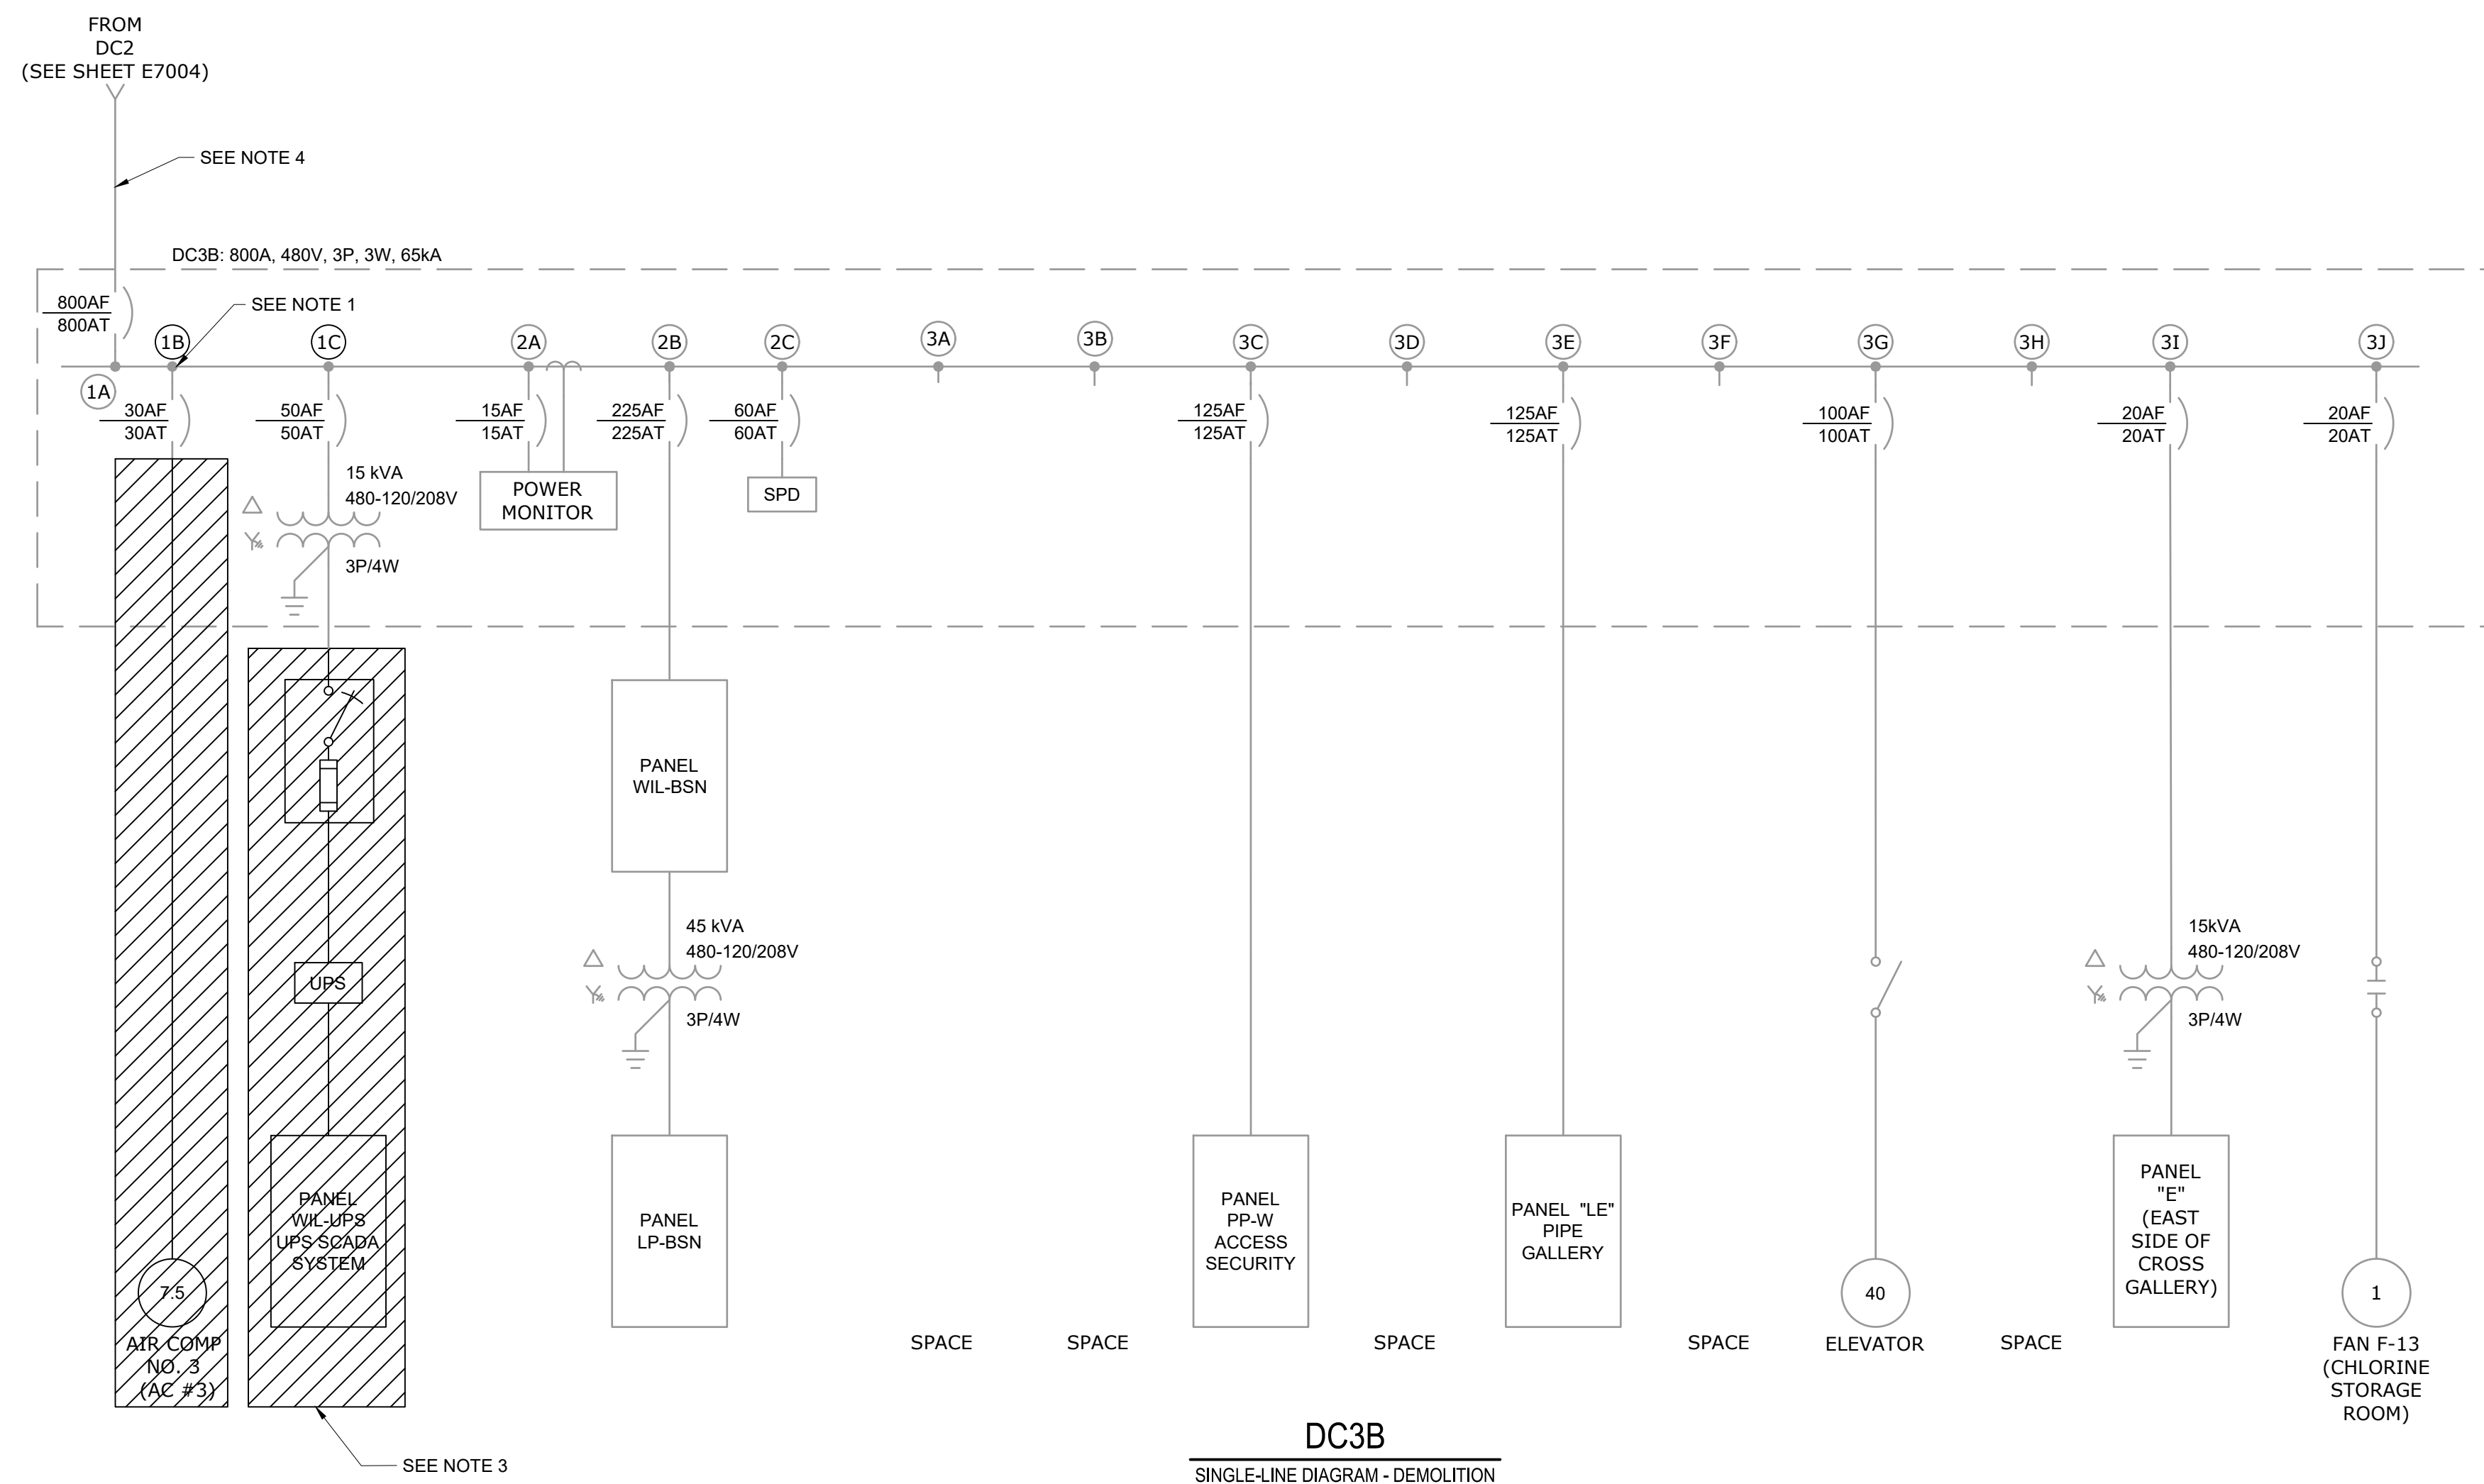 FROM
DC2
(SEE SHEET E7004)
SEE NOTE 4
DC3B: 800A, 480V, 3P, 3W, 65kA
800AF
800AT
SEE NOTE 1
1A
1B
1C
2A
2B
2C
3A
3B
3C
3D
3E
3F
3G
3H
3I
3J
30AF
30AT
50AF
50AT
15AF
15AT
225AF
225AT
60AF
60AT
125AF
125AT
125AF
125AT
100AF
100AT
20AF
20AT
20AF
20AT
15 kVA
480-120/208V
3P/4W
POWER
MONITOR
SPD
PANEL
WIL-BSN
UPS
45 kVA
480-120/208V
3P/4W
15kVA
480-120/208V
3P/4W
7.5
AIR COMP
NO. 3
(AC #3)
PANEL
WIL-UPS
UPS SCADA
SYSTEM
PANEL
LP-BSN
SPACE
SPACE
PANEL
PP-W
ACCESS
SECURITY
SPACE
PANEL "LE"
PIPE
GALLERY
SPACE
40
ELEVATOR
SPACE
PANEL
"E"
(EAST
SIDE OF
CROSS
GALLERY)
1
FAN F-13
(CHLORINE
STORAGE
ROOM)
SEE NOTE 3
DC3B
SINGLE-LINE DIAGRAM - DEMOLITION